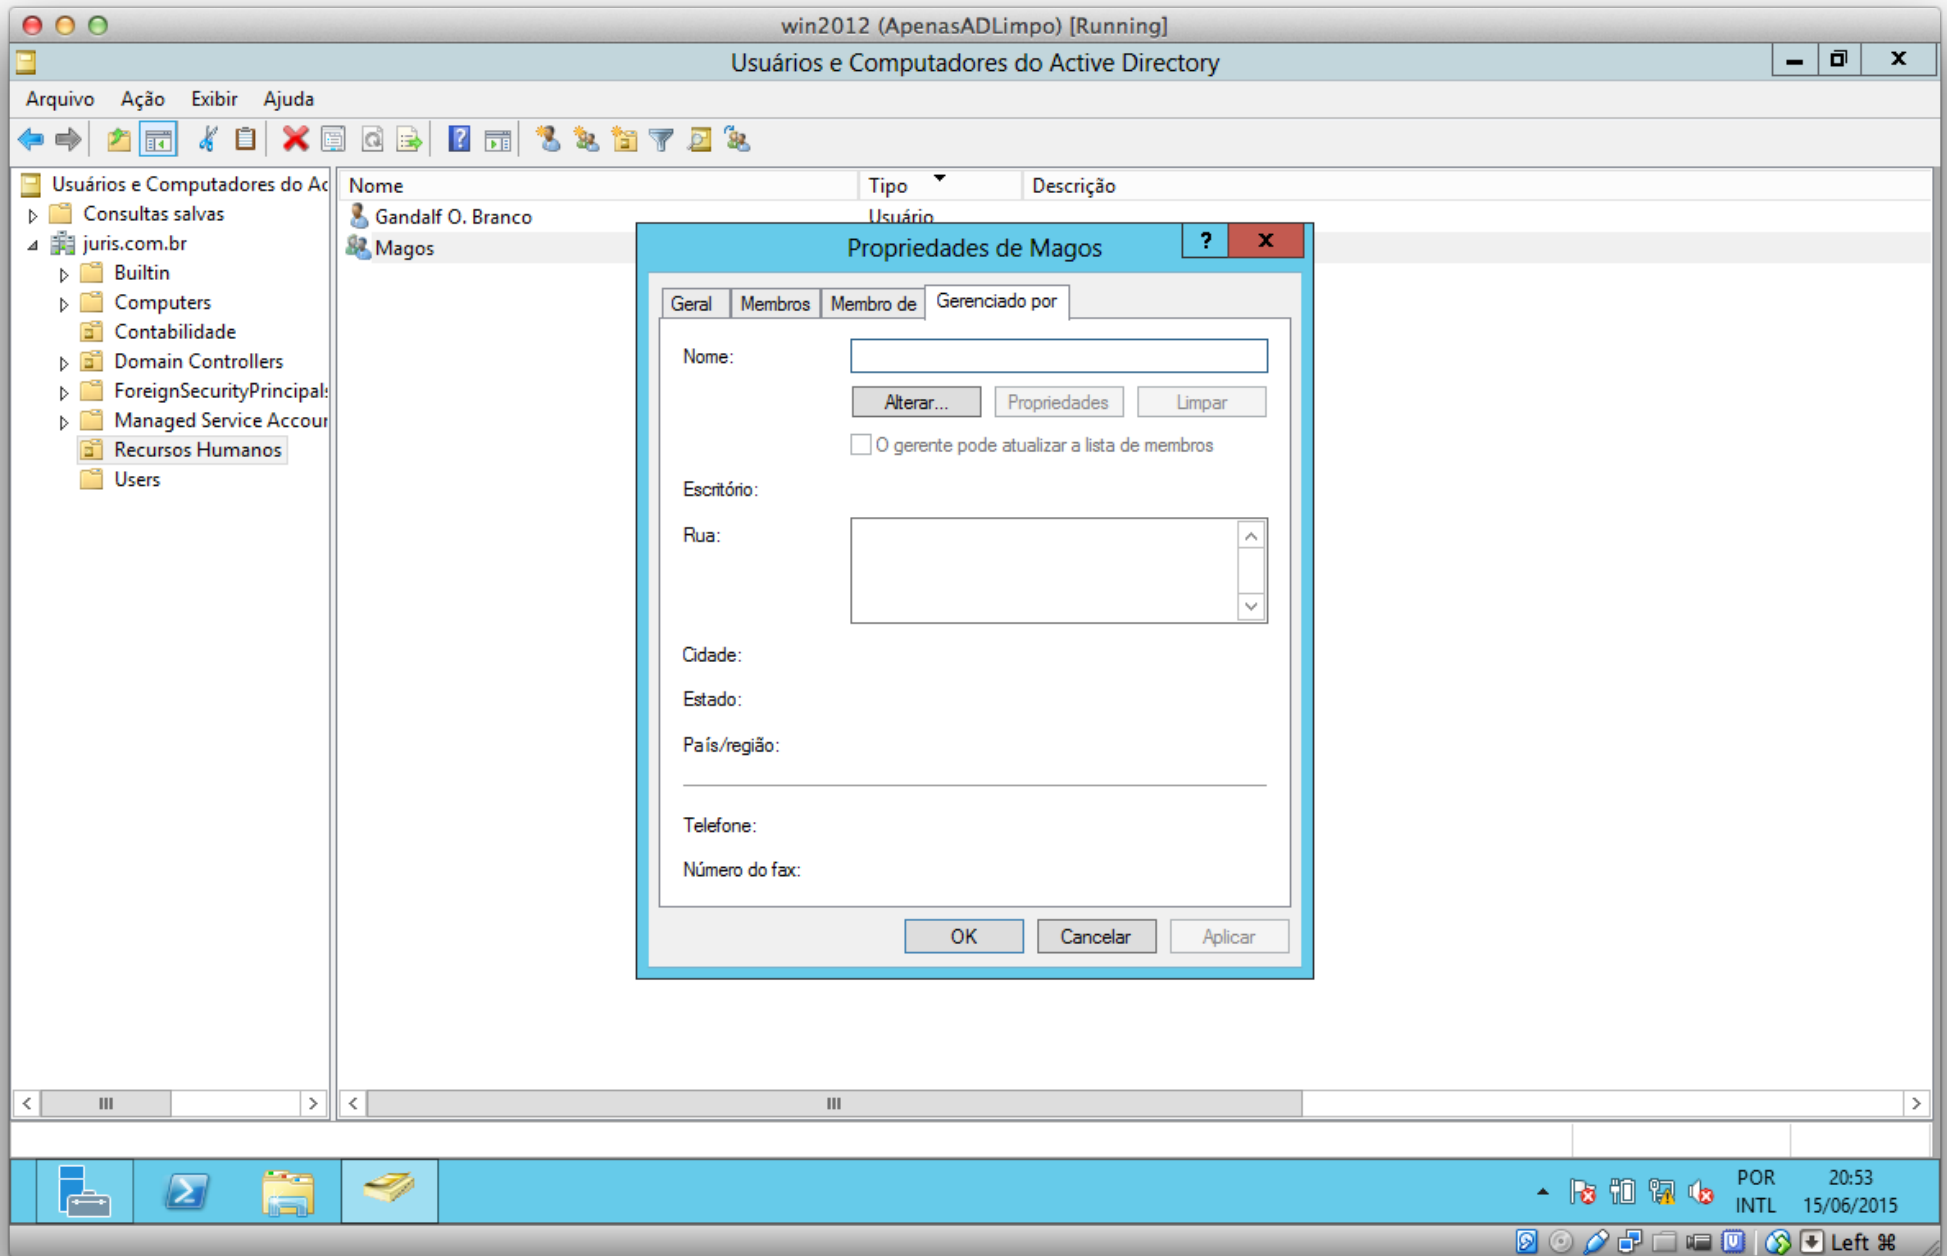 win2012 (ApenasADLimpo) [Running]
Usuários e Computadores do Active Directory
Arquivo Ação Exibir Ajuda
Usuários e Computadores do Ac
Consultas salvas
juris.com.br
Builtin
Computers
Contabilidade
Domain Controllers
ForeignSecurityPrincipals
Managed Service Accour
Recursos Humanos
Users
Nome Tipo Descrição
Gandalf O. Branco Usuário
Magos
Propriedades de Magos
Geral Membros Membro de Gerenciado por
Nome:
Alterar... Propriedades Limpar
O gerente pode atualizar a lista de membros
Escritório:
Rua:
Cidade:
Estado:
País/região:
Telefone:
Número do fax:
OK Cancelar Aplicar
POR 20:53
INTL 15/06/2015
Left ⌘